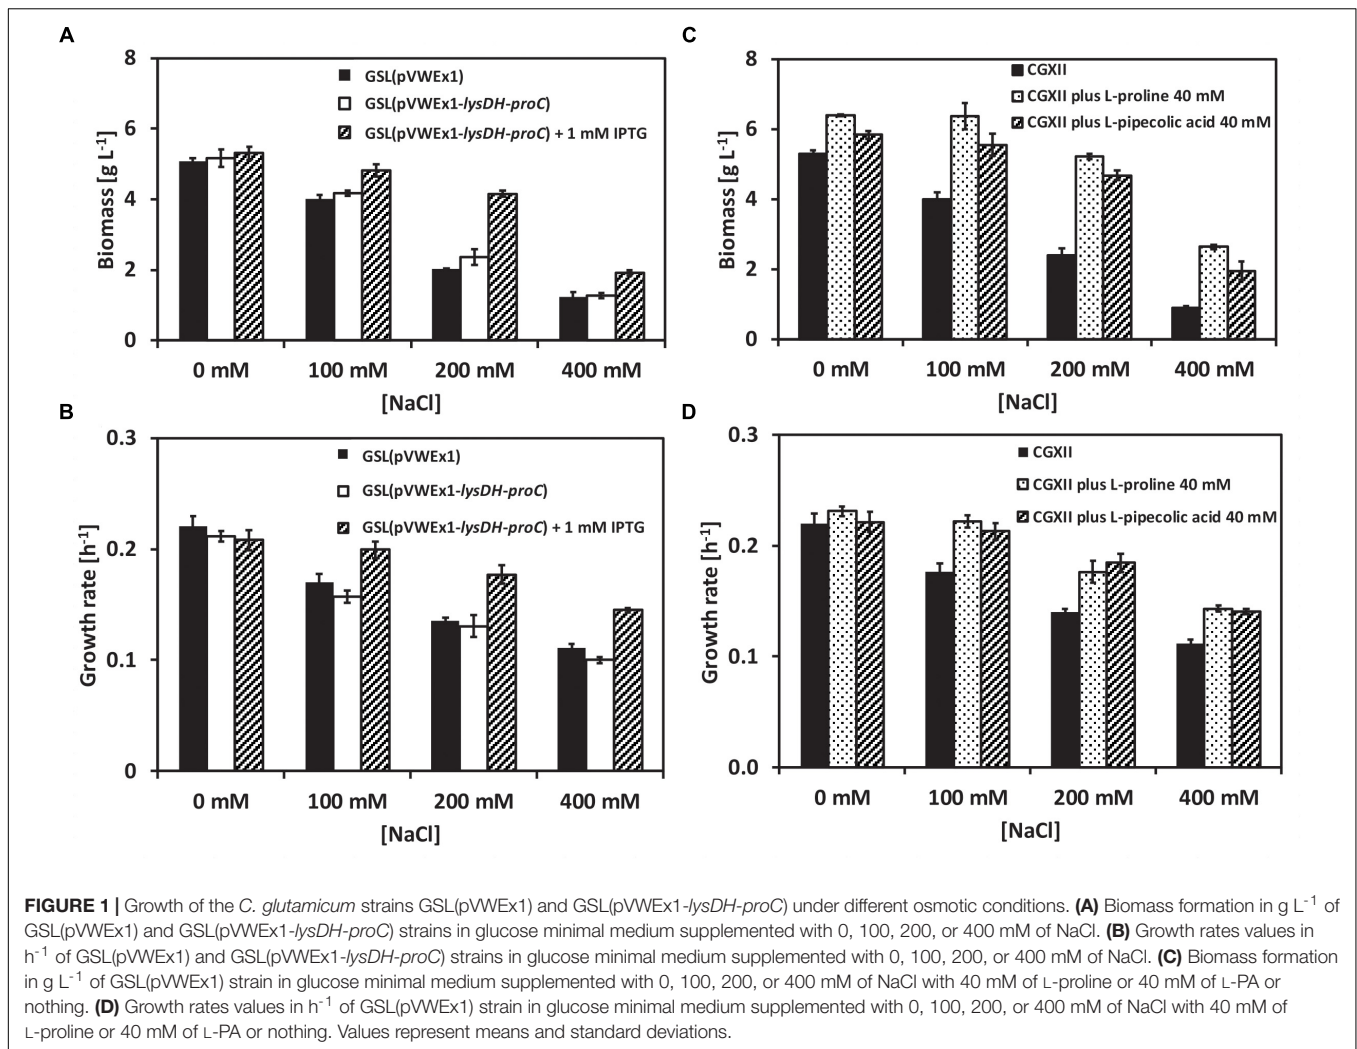 A
8
6
4
2
0
Biomass [g L-1]
GSL(pVWEx1)
GSL(pVWEx1-lysDH-proC)
GSL(pVWEx1-lysDH-proC) + 1 mM IPTG
0 mM 100 mM 200 mM 400 mM
[NaCl]
B
0.3
0.2
0.1
0
Growth rate [h-1]
GSL(pVWEx1)
GSL(pVWEx1-lysDH-proC)
GSL(pVWEx1-lysDH-proC) + 1 mM IPTG
0 mM 100 mM 200 mM 400 mM
[NaCl]
C
8
6
4
2
0
Biomass [g L-1]
CGXII
CGXII plus L-proline 40 mM
CGXII plus L-pipecolic acid 40 mM
0 mM 100 mM 200 mM 400 mM
[NaCl]
D
0.3
0.2
0.1
0.0
Growth rate [h-1]
CGXII
CGXII plus L-proline 40 mM
CGXII plus L-pipecolic acid 40 mM
0 mM 100 mM 200 mM 400 mM
[NaCl]
FIGURE 1 | Growth of the C. glutamicum strains GSL(pVWEx1) and GSL(pVWEx1-lysDH-proC) under different osmotic conditions. (A) Biomass formation in g L-1 of
GSL(pVWEx1) and GSL(pVWEx1-lysDH-proC) strains in glucose minimal medium supplemented with 0, 100, 200, or 400 mM of NaCl. (B) Growth rates values in
h-1 of GSL(pVWEx1) and GSL(pVWEx1-lysDH-proC) strains in glucose minimal medium supplemented with 0, 100, 200, or 400 mM of NaCl. (C) Biomass formation
in g L-1 of GSL(pVWEx1) strain in glucose minimal medium supplemented with 0, 100, 200, or 400 mM of NaCl with 40 mM of L-proline or 40 mM of L-PA or
nothing. (D) Growth rates values in h-1 of GSL(pVWEx1) strain in glucose minimal medium supplemented with 0, 100, 200, or 400 mM of NaCl with 40 mM of
L-proline or 40 mM of L-PA or nothing. Values represent means and standard deviations.